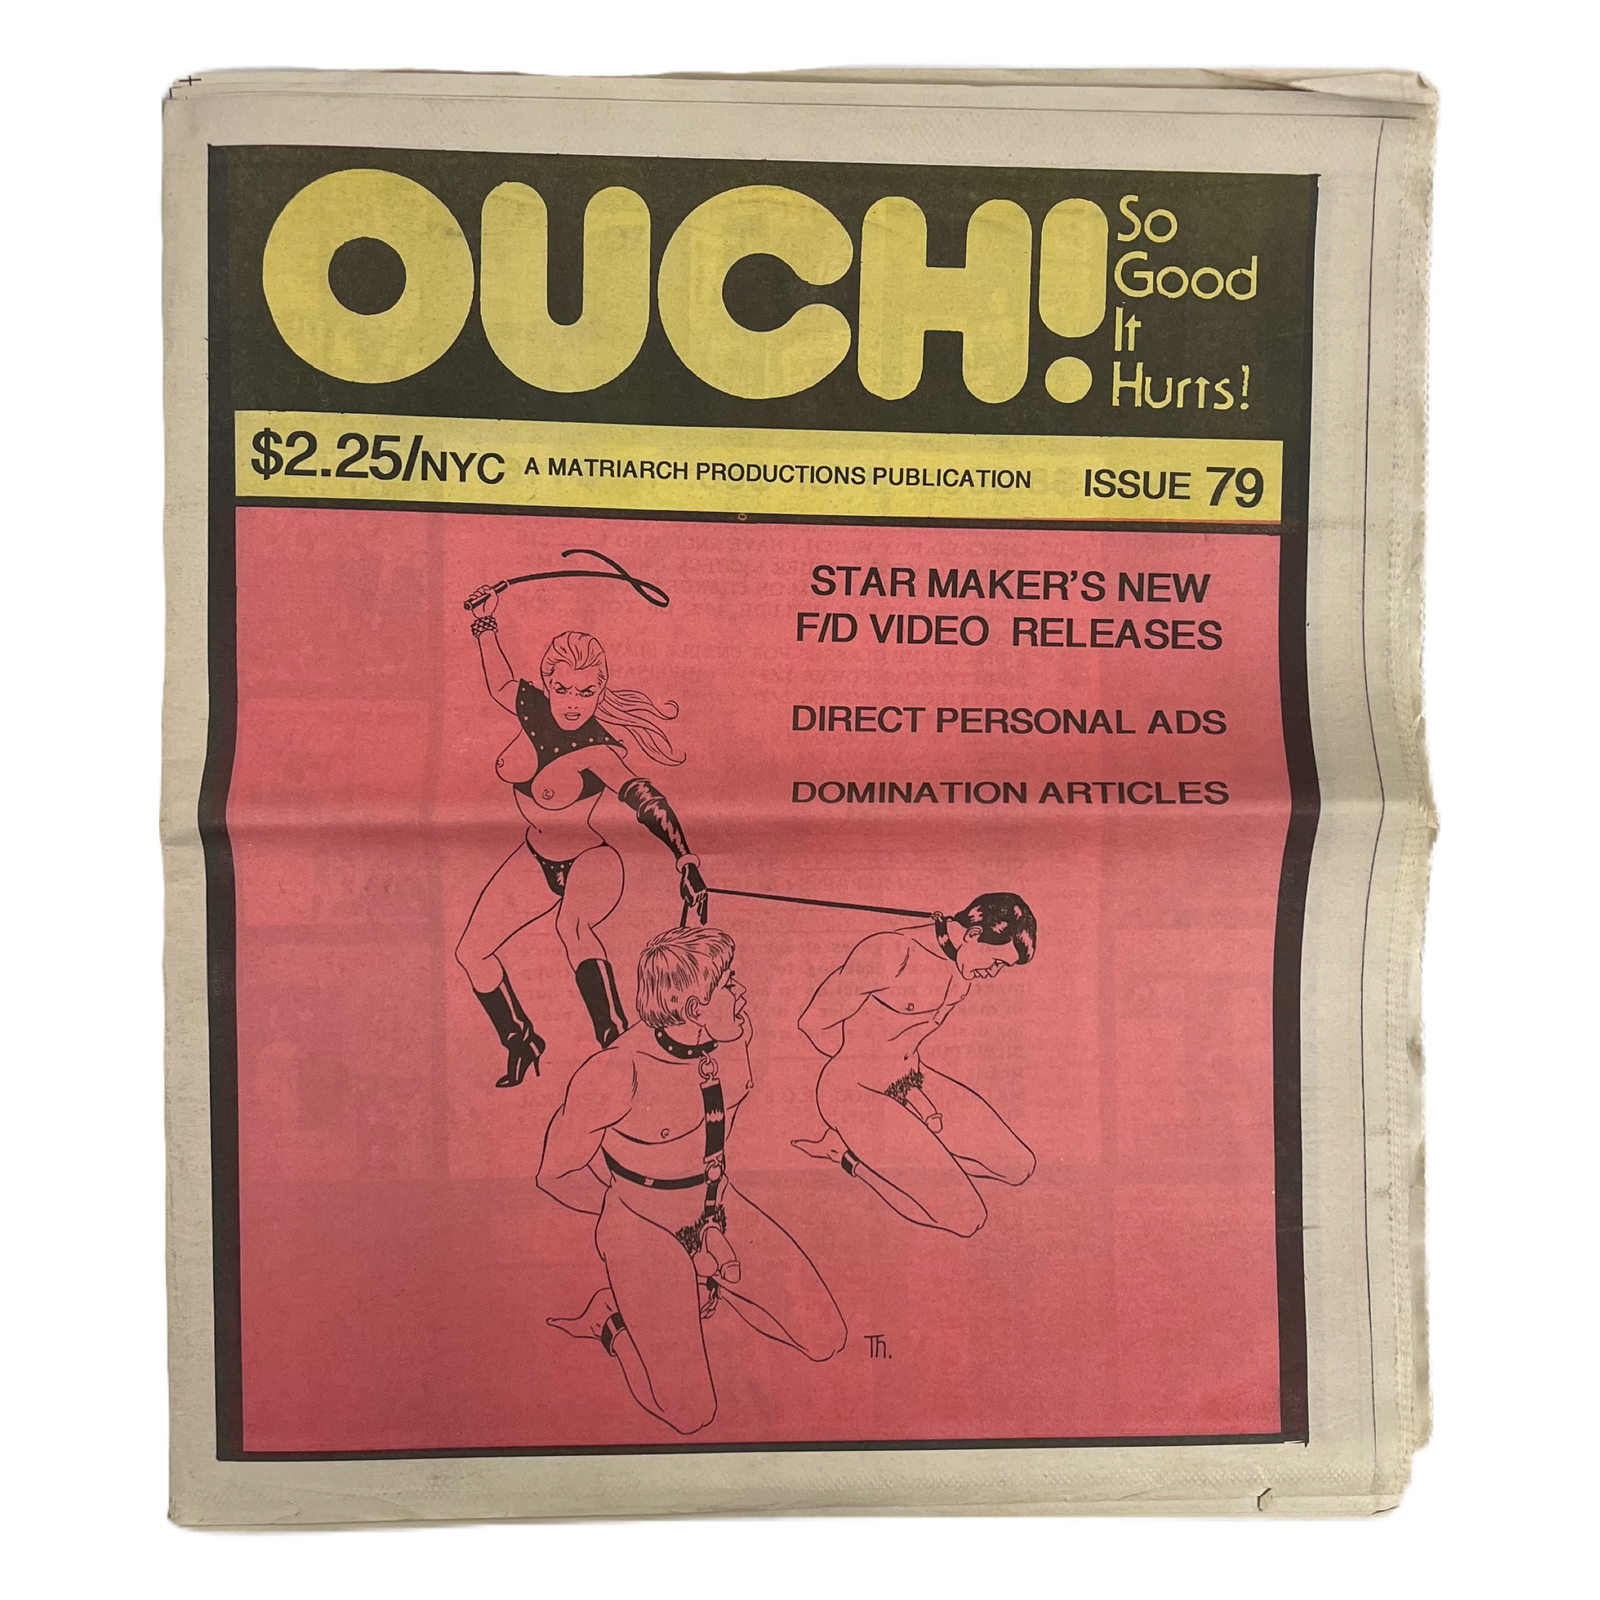 OUCH!
So
Good
It
Hurts!
$2.25/NYC A MATRIARCH PRODUCTIONS PUBLICATION ISSUE 79
STAR MAKER'S NEW
F/D VIDEO RELEASES
DIRECT PERSONAL ADS
DOMINATION ARTICLES
Th.